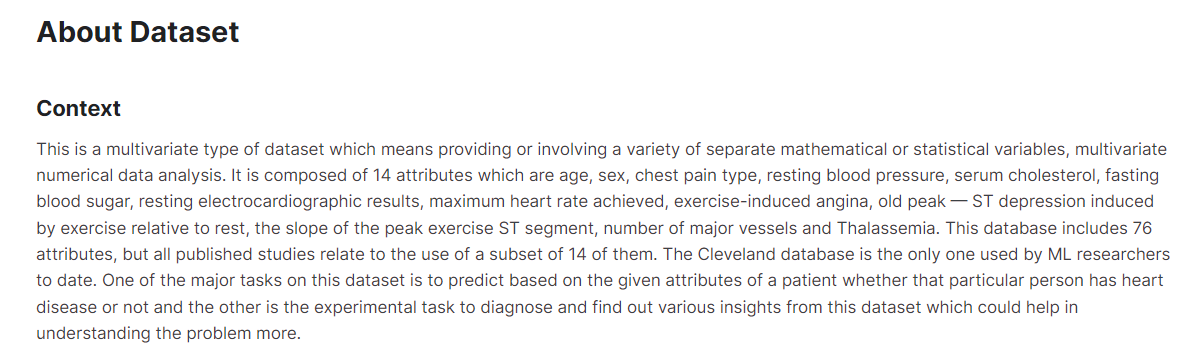 About Dataset
Context
This is a multivariate type of dataset which means providing or involving a variety of separate mathematical or statistical variables, multivariate
numerical data analysis. It is composed of 14 attributes which are age, sex, chest pain type, resting blood pressure, serum cholesterol, fasting
blood sugar, resting electrocardiographic results, maximum heart rate achieved, exercise-induced angina, old peak — ST depression induced
by exercise relative to rest, the slope of the peak exercise ST segment, number of major vessels and Thalassemia. This database includes 76
attributes, but all published studies relate to the use of a subset of 14 of them. The Cleveland database is the only one used by ML researchers
to date. One of the major tasks on this dataset is to predict based on the given attributes of a patient whether that particular person has heart
disease or not and the other is the experimental task to diagnose and find out various insights from this dataset which could help in
understanding the problem more.